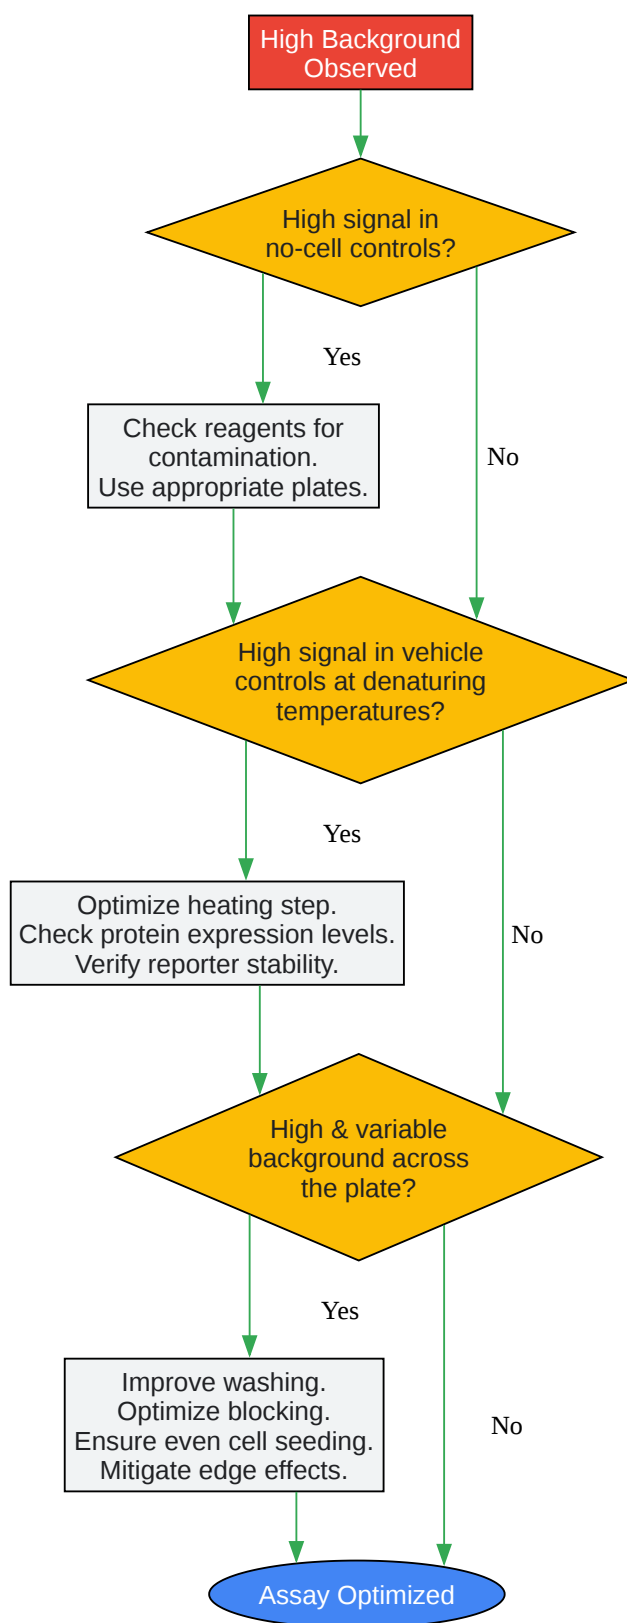 High Background
Observed
High signal in
no-cell controls?
Yes
Check reagents for
contamination.
Use appropriate plates.
No
High signal in vehicle
controls at denaturing
temperatures?
Yes
Optimize heating step.
Check protein expression levels.
Verify reporter stability.
No
High & variable
background across
the plate?
Yes
Improve washing.
Optimize blocking.
Ensure even cell seeding.
Mitigate edge effects.
No
Assay Optimized